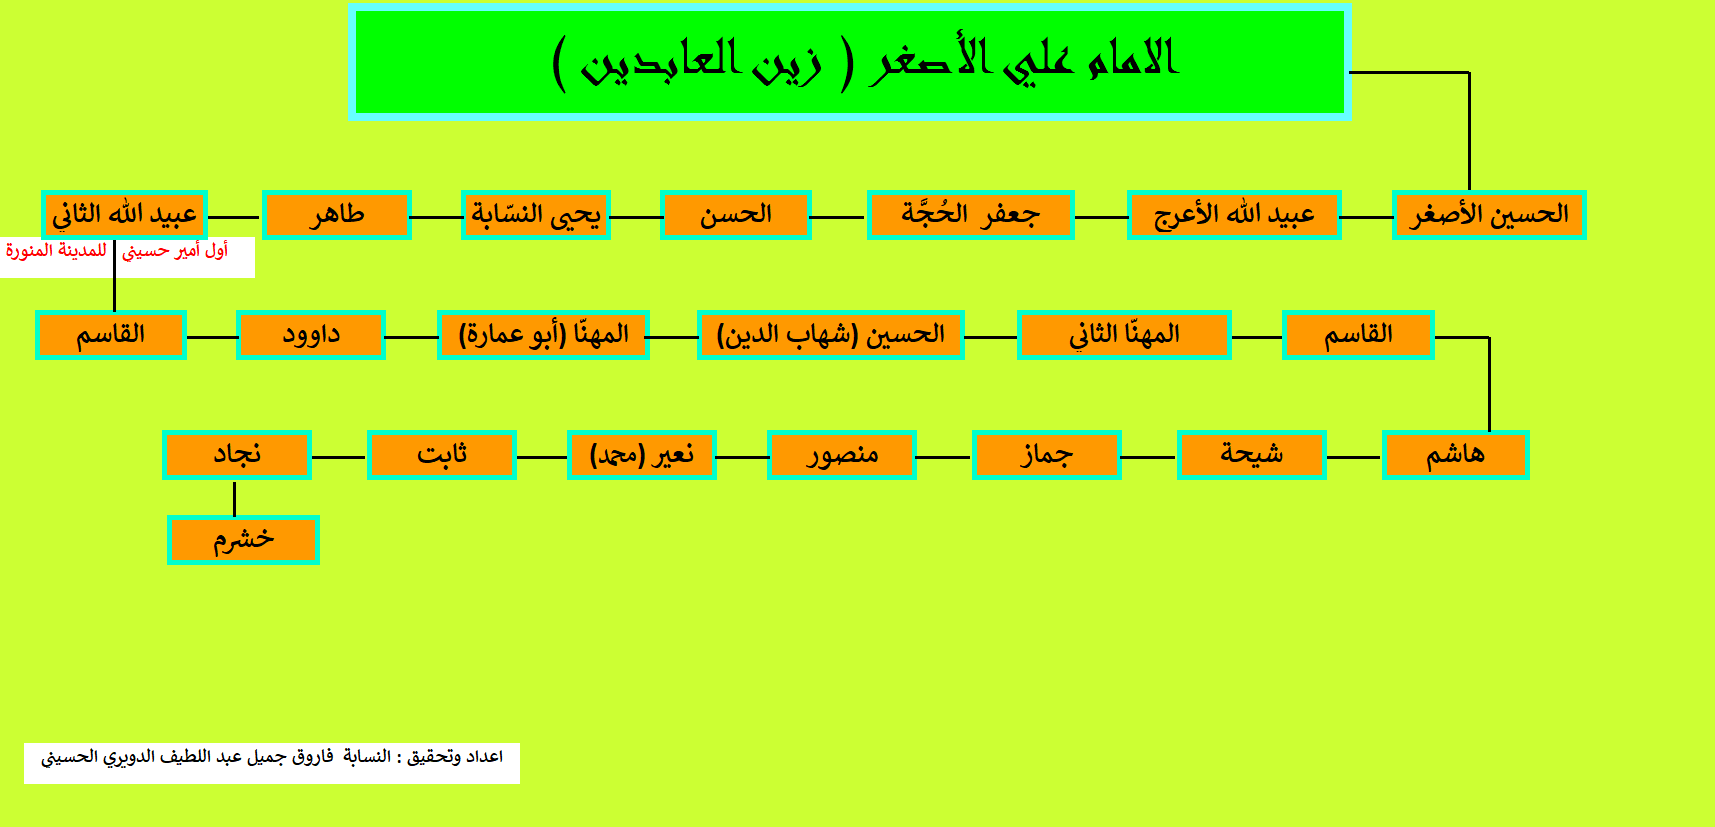 الامام علي الأصغر ( زين العابدين )
الحسين الأصغر
عبيد الله الأعرج
جعفر الحُجَّة
الحسن
يحيى النسّابة
طاهر
عبيد الله الثاني
أول أمير حسيني للمدينة المنورة
القاسم
داوود
المهنّا (أبو عمارة)
الحسين (شهاب الدين)
المهنّا الثاني
القاسم
هاشم
شيحة
جماز
منصور
نعير (محمد)
ثابت
نجاد
خشرم
اعداد وتحقيق : النسابة فاروق جميل عبد اللطيف الدويري الحسيني